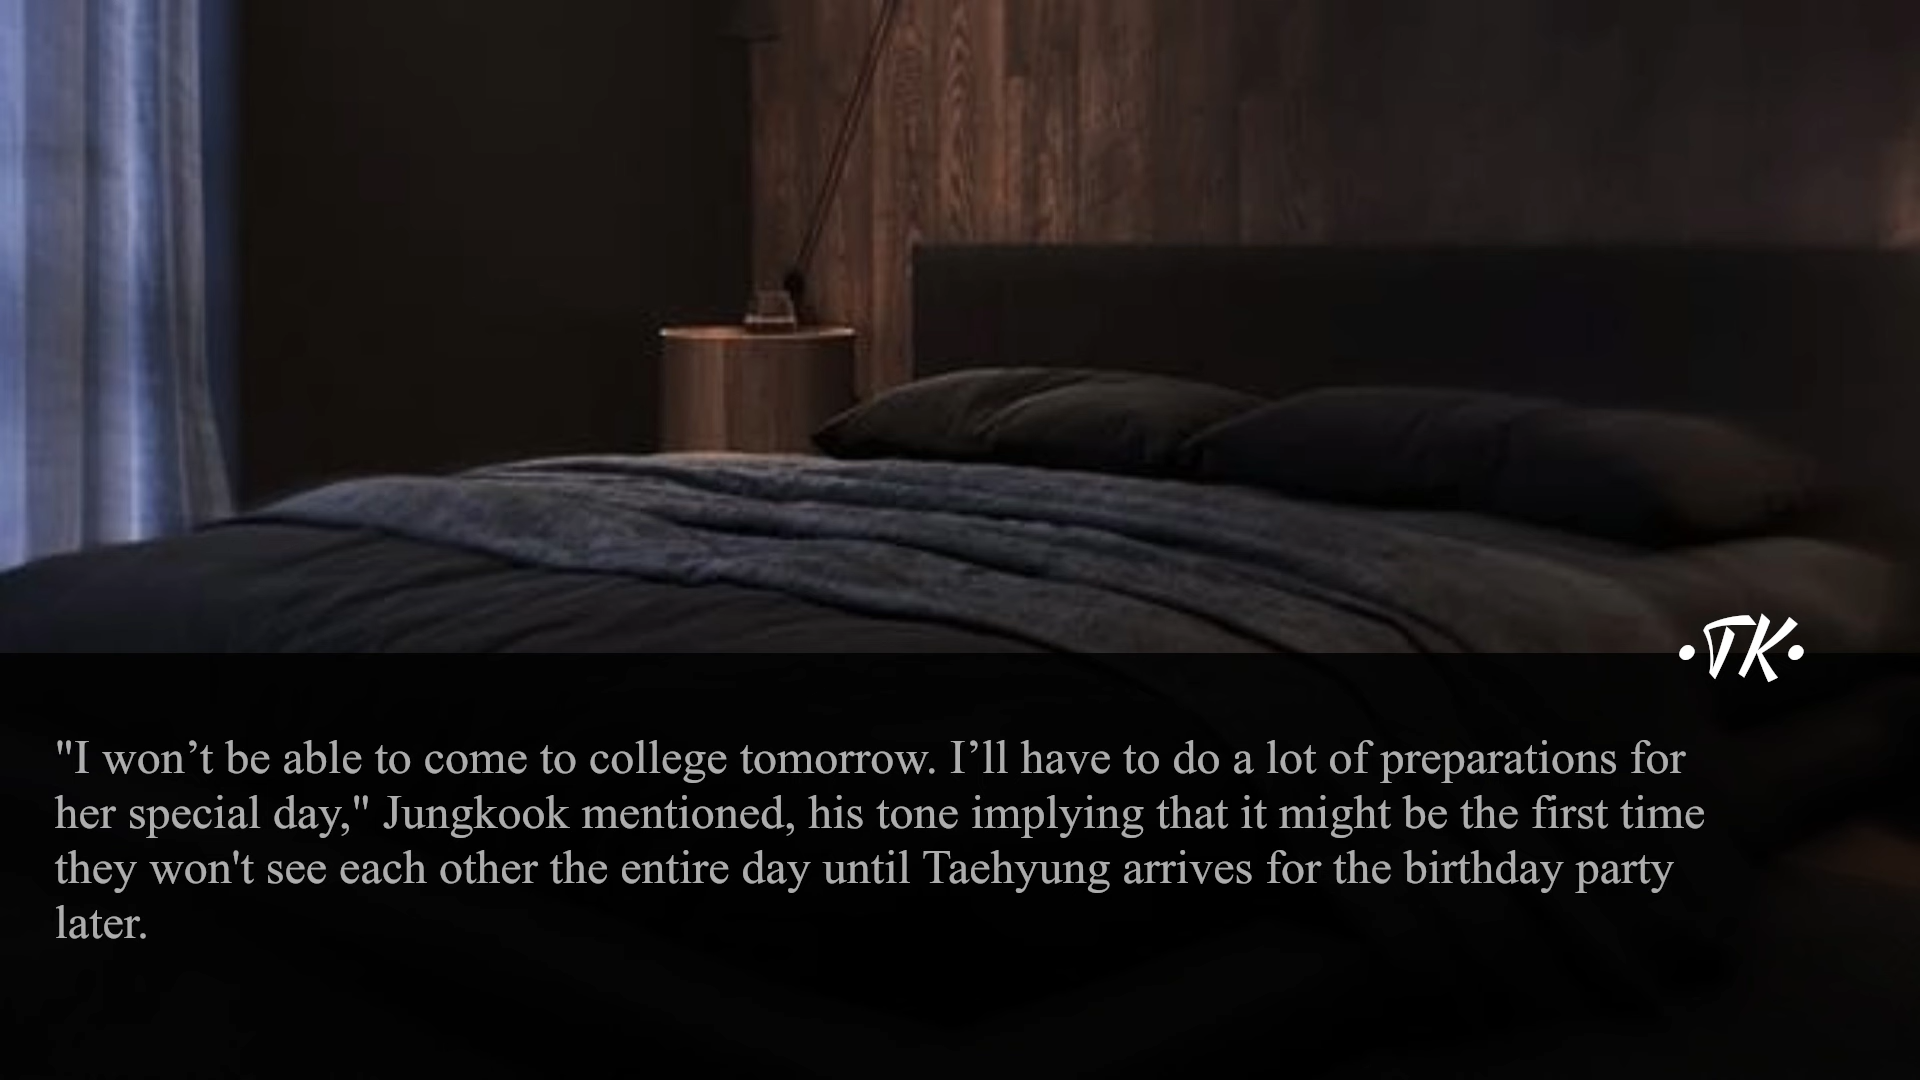 •TK•
"I won’t be able to come to college tomorrow. I’ll have to do a lot of preparations for
her special day," Jungkook mentioned, his tone implying that it might be the first time
they won't see each other the entire day until Taehyung arrives for the birthday party
later.